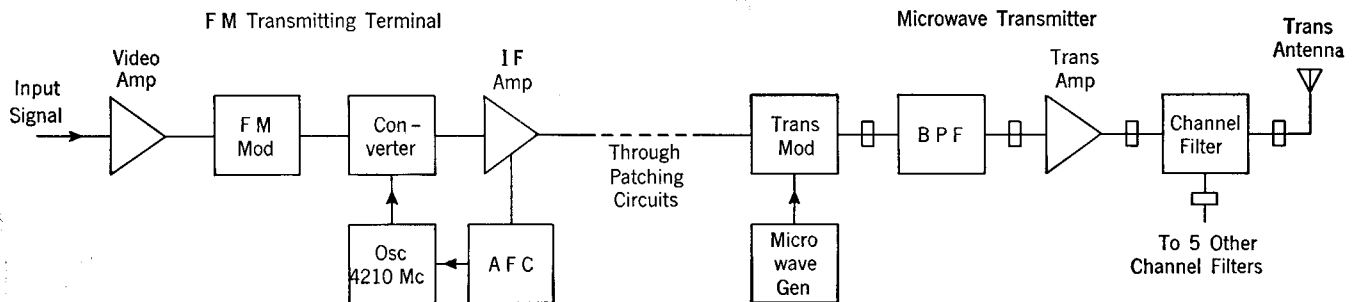 F M Transmitting Terminal
Microwave Transmitter
Trans
Antenna
Video
Amp
I F
Amp
Trans
Amp
Input
Signal
F M
Mod
Con –
verter
Through
Patching
Circuits
Trans
Mod
B P F
Channel
Filter
Osc
4210 Mc
A F C
Micro
wave
Gen
To 5 Other
Channel Filters